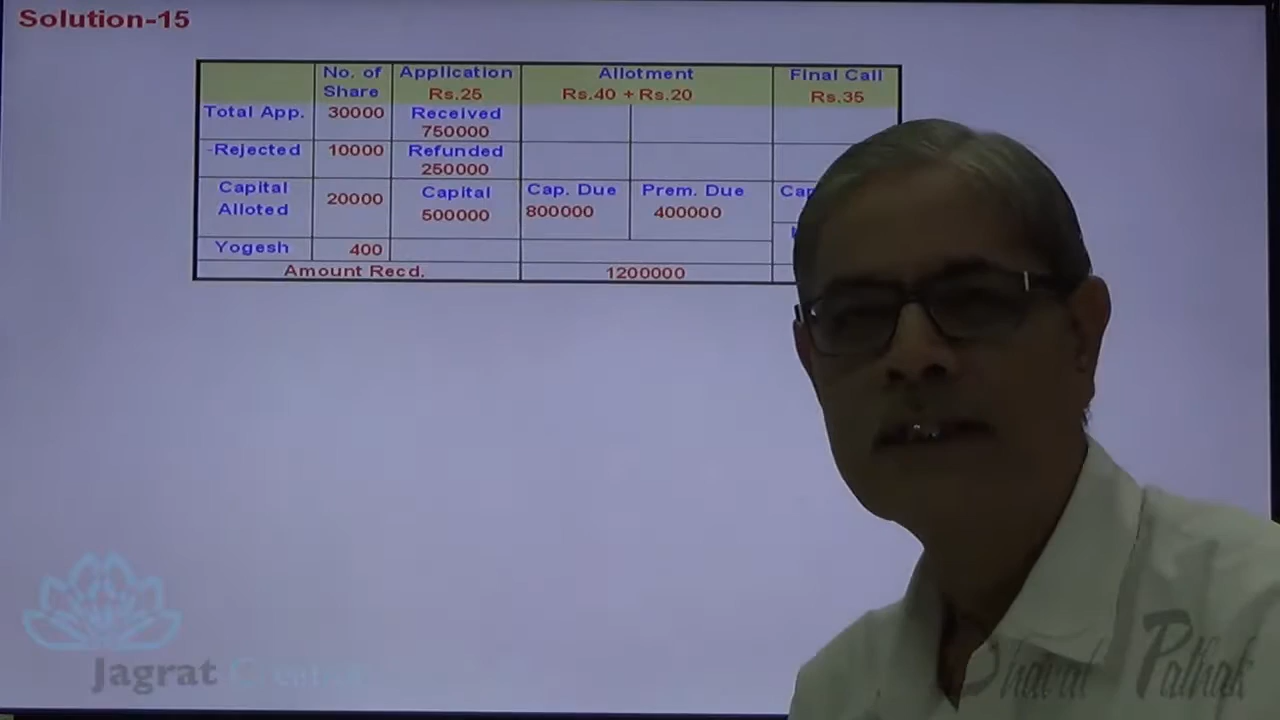 Solution-15
No. of Share
Application Rs.25
Allotment Rs.40 + Rs.20
Final Call Rs.35
Total App.
30000
Received 750000
-Rejected
10000
Refunded 250000
Capital Alloted
20000
Capital 500000
Cap. Due 800000
Prem. Due 400000
Yogesh
400
Amount Recd.
1200000
Jagrat
Pathak